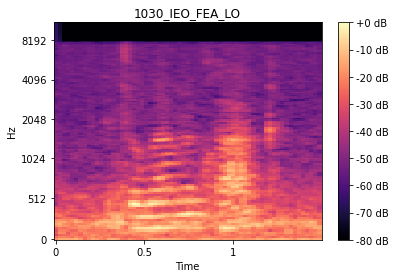 1030_IEO_FEA_LO
8192
4096
2048
1024
512
0
Hz
0
0.5
1
Time
+0 dB
-10 dB
-20 dB
-30 dB
-40 dB
-50 dB
-60 dB
-70 dB
-80 dB